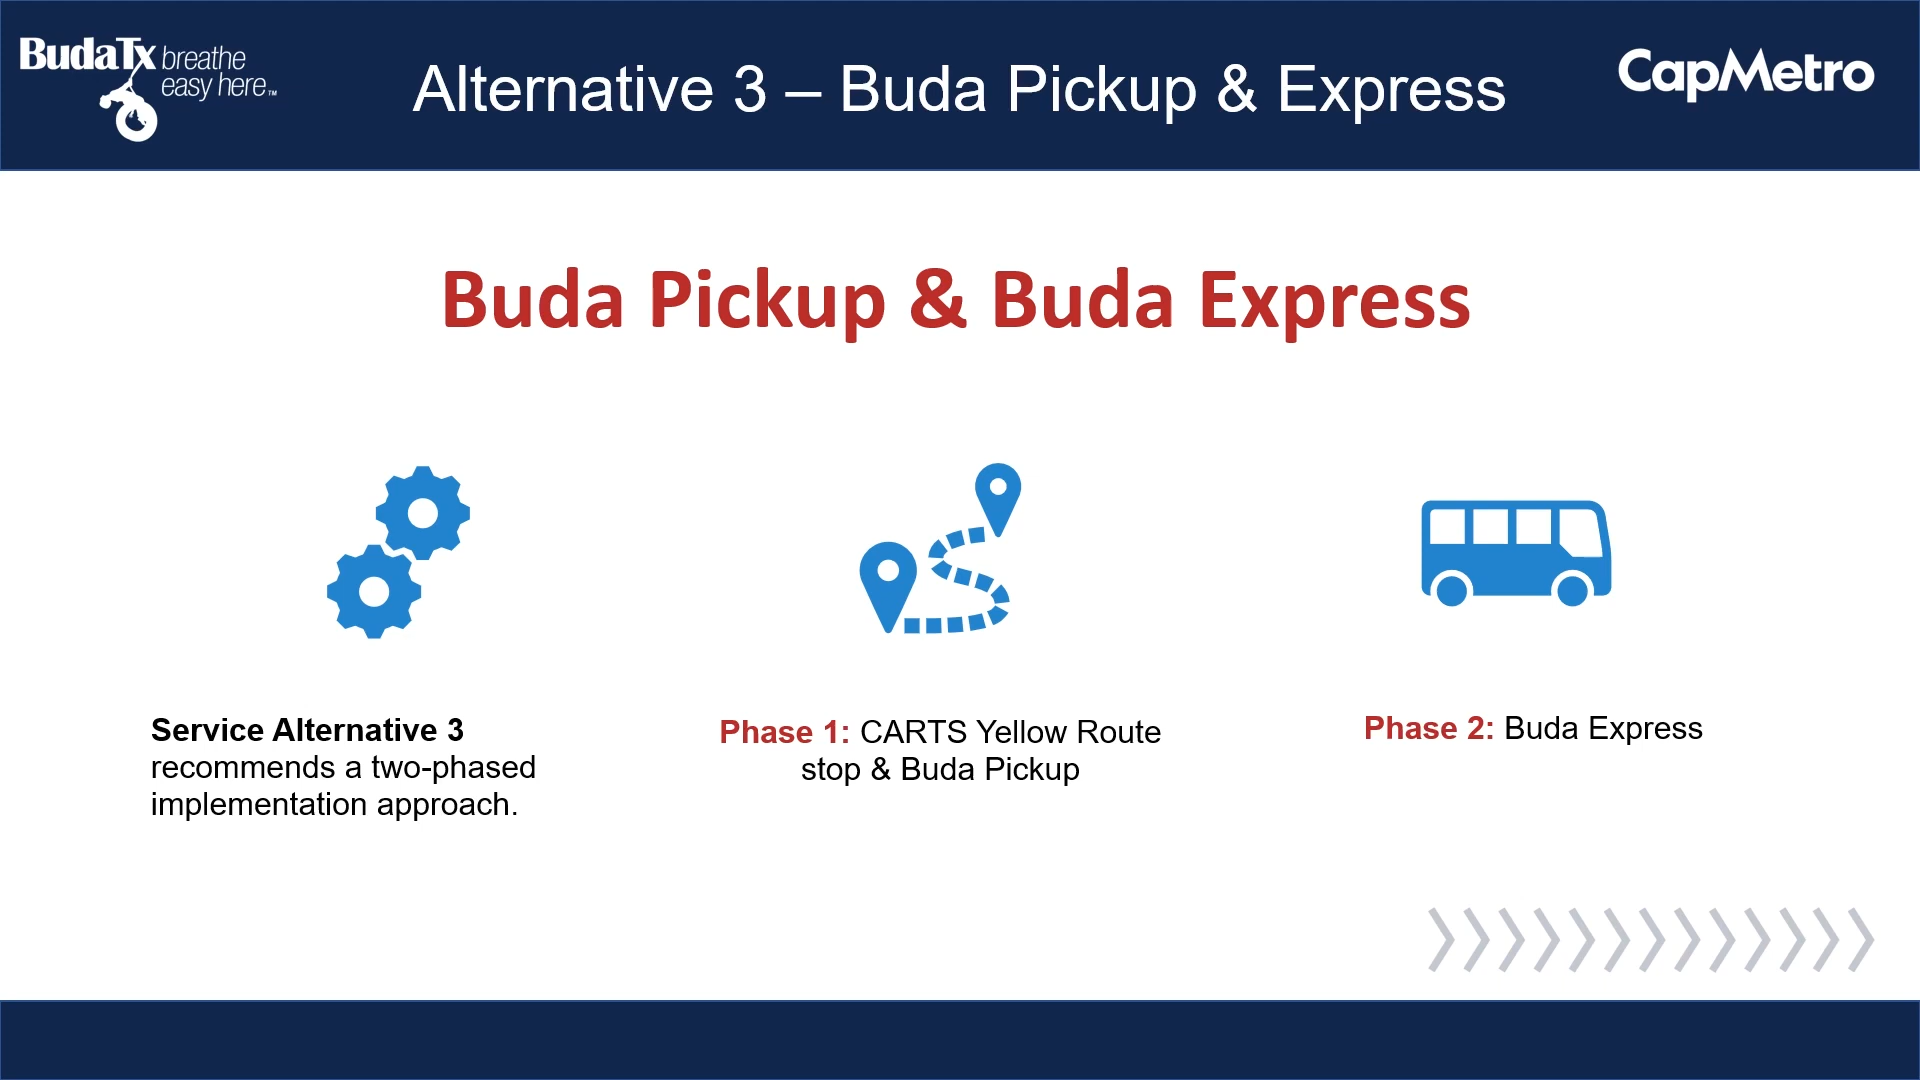 BudaTx breathe
easy here™
Alternative 3 – Buda Pickup & Express
CapMetro
Buda Pickup & Buda Express
Service Alternative 3
recommends a two-phased
implementation approach.
Phase 1: CARTS Yellow Route
stop & Buda Pickup
Phase 2: Buda Express